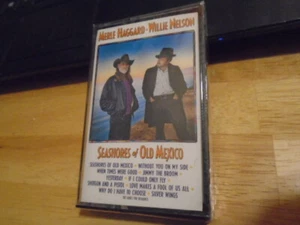 MERLE HAGGARD • WILLIE NELSON
SEASHORES OF OLD MEXICO
SEASHORES OF OLD MEXICO • WITHOUT YOU ON MY SIDE •
WHEN TIMES WERE GOOD • JIMMY THE BROOM •
YESTERDAY • IF I COULD ONLY FLY •
SHOTGUN AND A PISTOL • LOVE MAKES A FOOL OF US ALL •
WHY DO I HAVE TO CHOOSE • SILVER WINGS